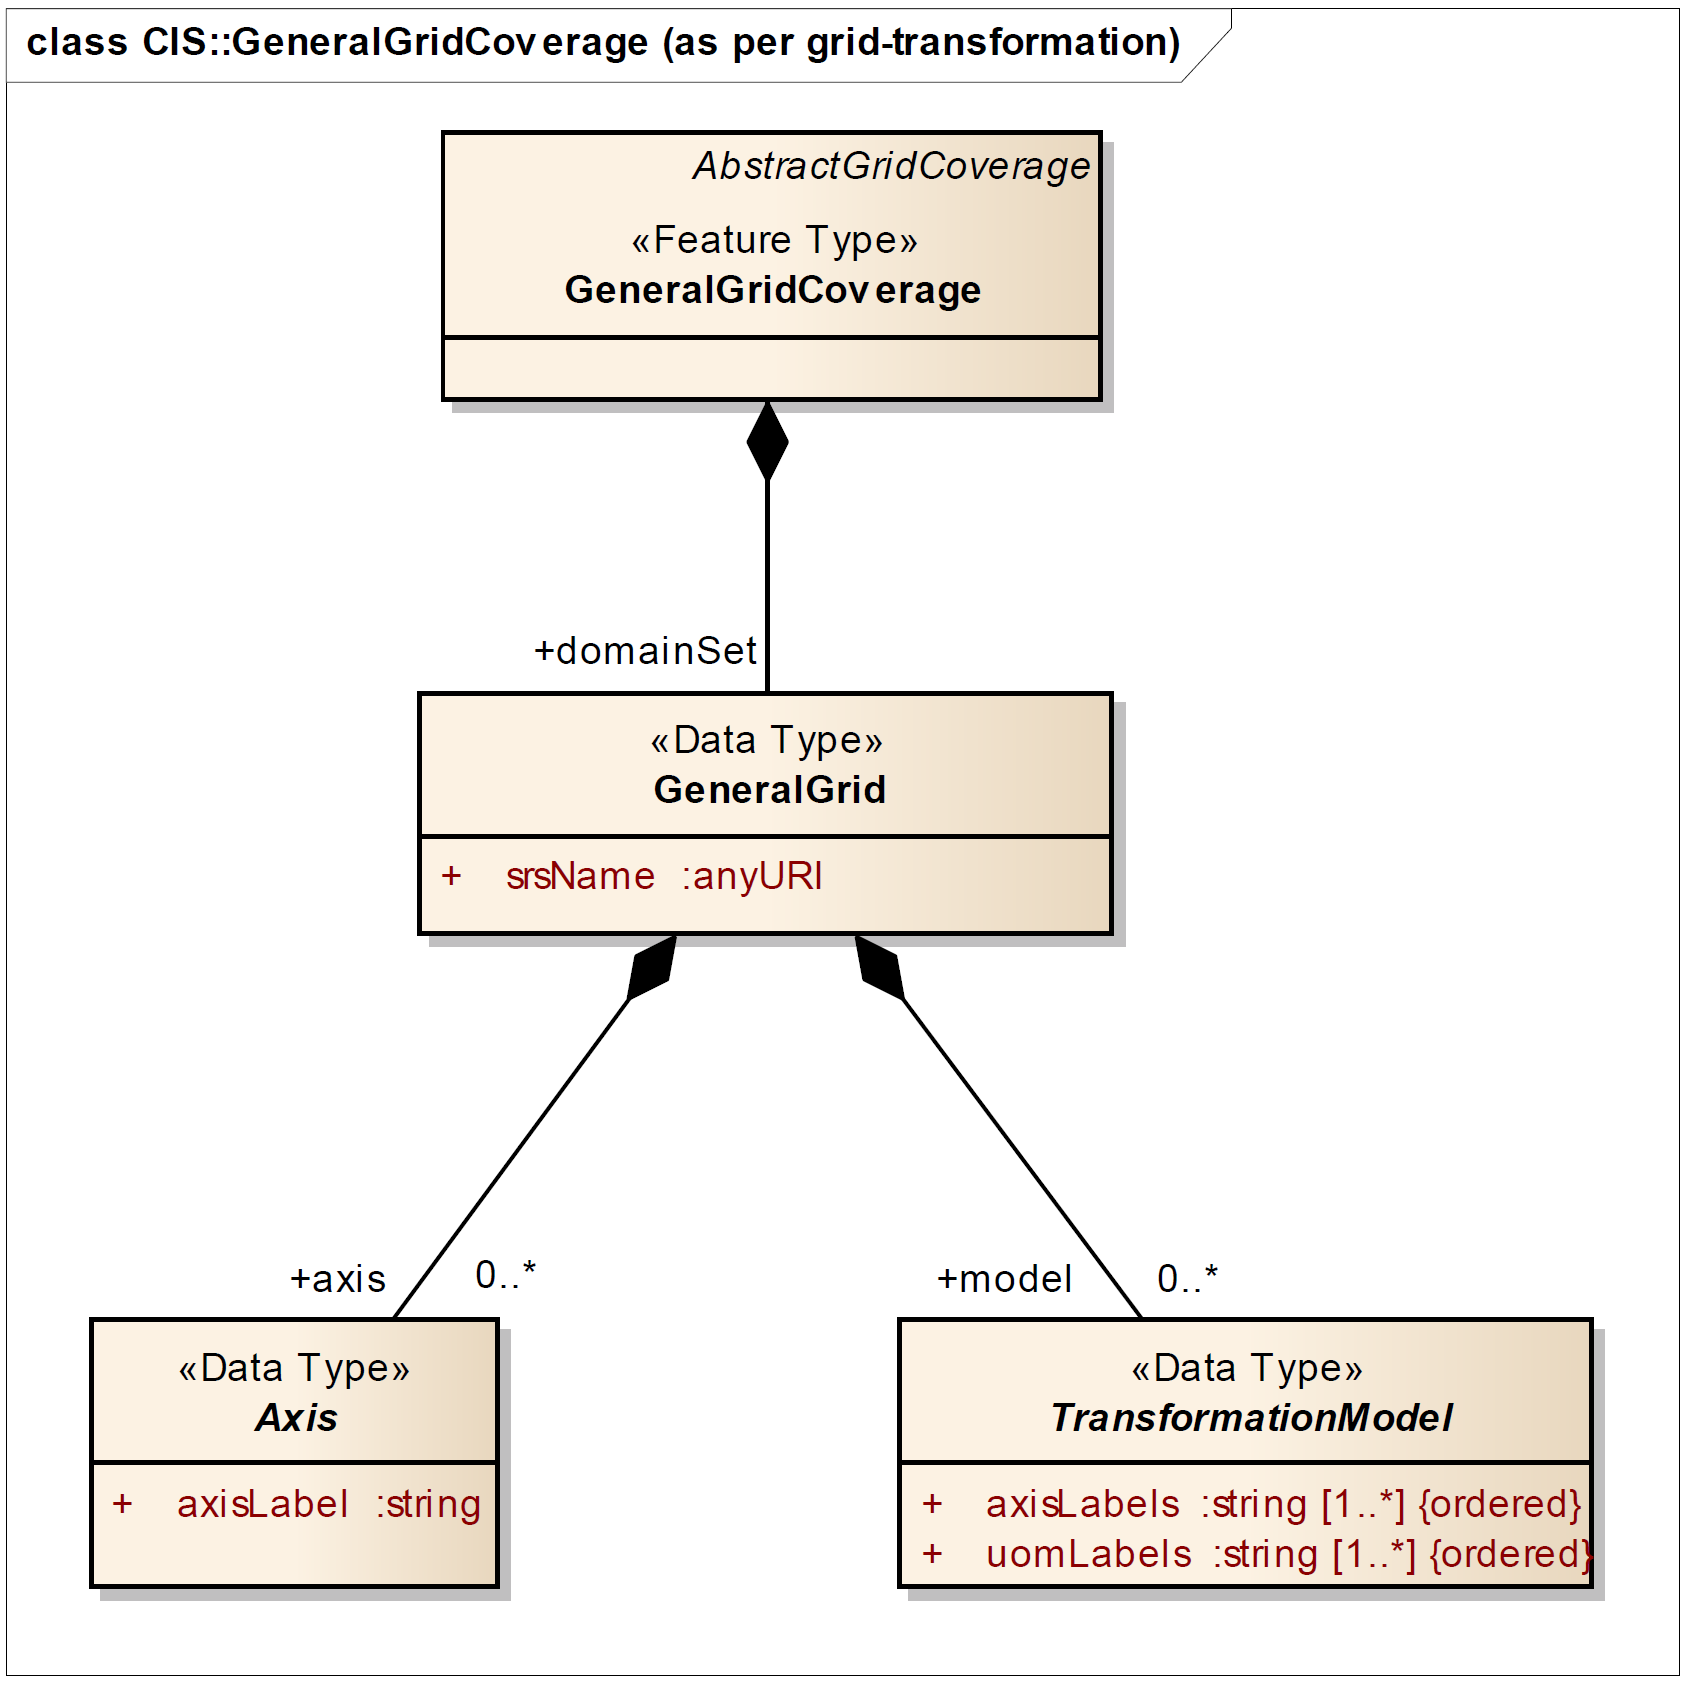 class CIS::GeneralGridCoverage (as per grid-transformation)
AbstractGridCoverage
«Feature Type»
GeneralGridCoverage
+domainSet
«Data Type»
GeneralGrid
+ srsName :anyURI
+axis 0..*
+model 0..*
«Data Type»
Axis
+ axisLabel :string
«Data Type»
TransformationModel
+ axisLabels :string [1..*] {ordered}
+ uomLabels :string [1..*] {ordered}